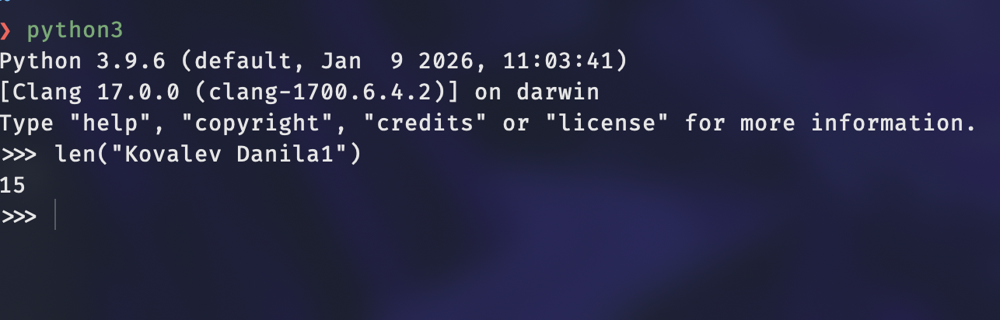 ❯ python3
Python 3.9.6 (default, Jan  9 2026, 11:03:41)
[Clang 17.0.0 (clang-1700.6.4.2)] on darwin
Type "help", "copyright", "credits" or "license" for more information.
>>> len("Kovalev Danila1")
15
>>>